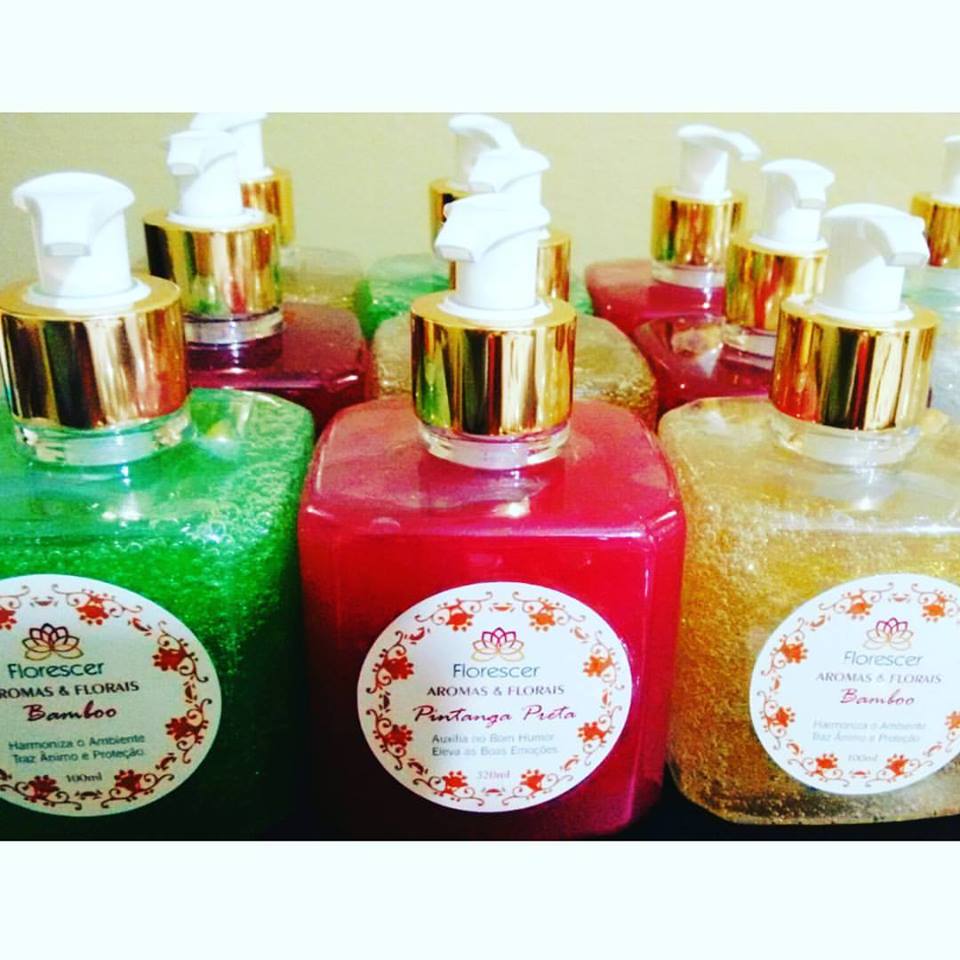 Florescer
AROMAS & FLORAIS
Bamboo
Harmoniza o Ambiente
Traz Ânimo e Proteção
100ml
Florescer
AROMAS & FLORAIS
Pintanga Preta
Auxilia no Bom Humor
Eleva as Boas Emoções
320ml
Florescer
AROMAS & FLORAIS
Bamboo
Harmoniza o Ambiente
Traz Ânimo e Proteção
100ml